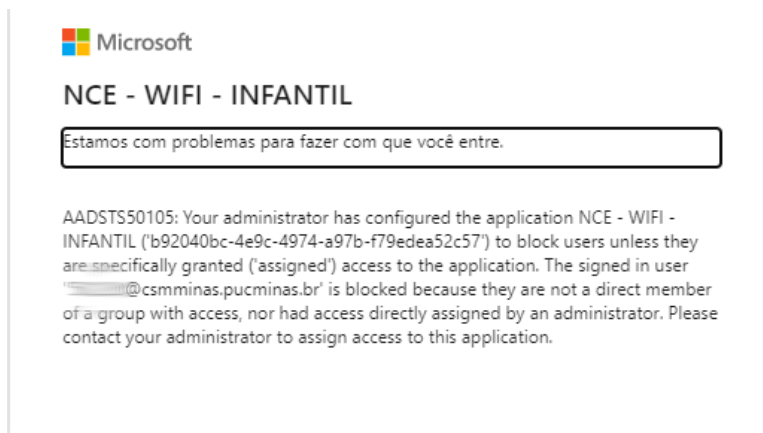 Microsoft
NCE - WIFI - INFANTIL
Estamos com problemas para fazer com que você entre.
AADSTS50105: Your administrator has configured the application NCE - WIFI -
INFANTIL ('b92040bc-4e9c-4974-a97b-f79edea52c57') to block users unless they
are specifically granted ('assigned') access to the application. The signed in user
'@csmminas.pucminas.br' is blocked because they are not a direct member
of a group with access, nor had access directly assigned by an administrator. Please
contact your administrator to assign access to this application.